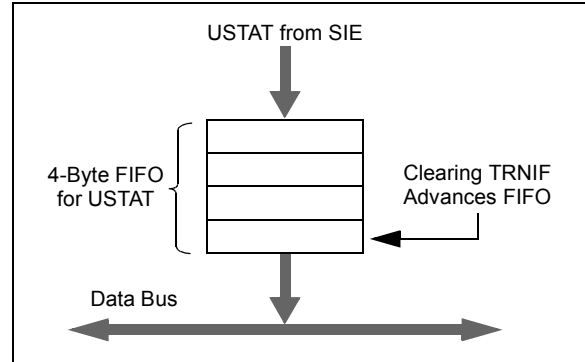 USTAT from SIE
4-Byte FIFO
for USTAT
Clearing TRNIF
Advances FIFO
Data Bus